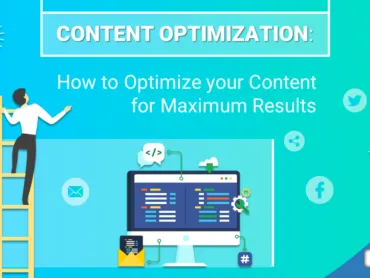 CONTENT OPTIMIZATION:
How to Optimize your Content
for Maximum Results
</>
#